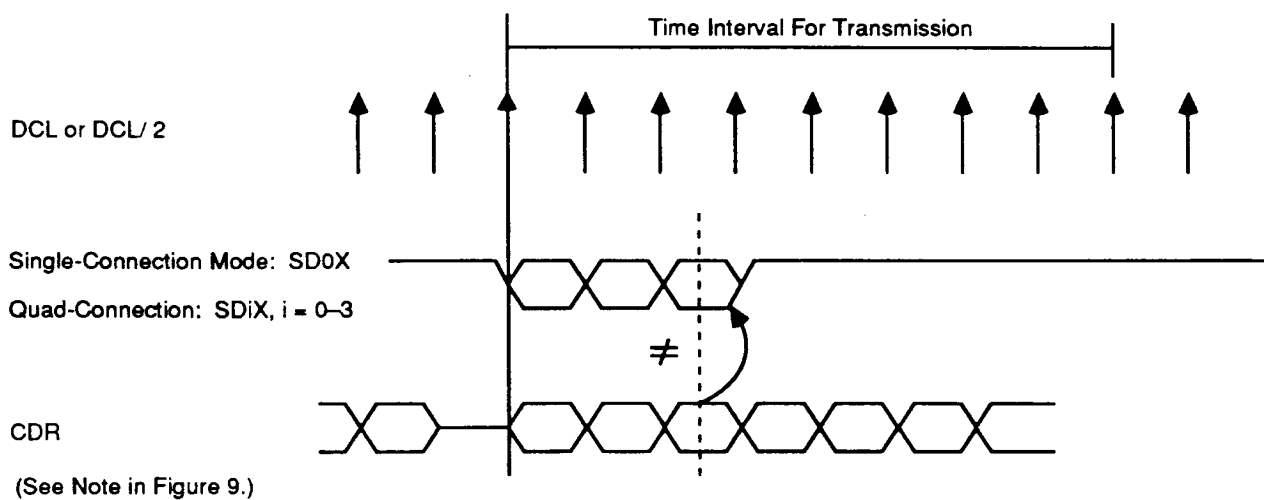 Time Interval For Transmission
DCL or DCL/ 2
Single-Connection Mode: SD0X
Quad-Connection: SDiX, i = 0–3
≠
CDR
(See Note in Figure 9.)